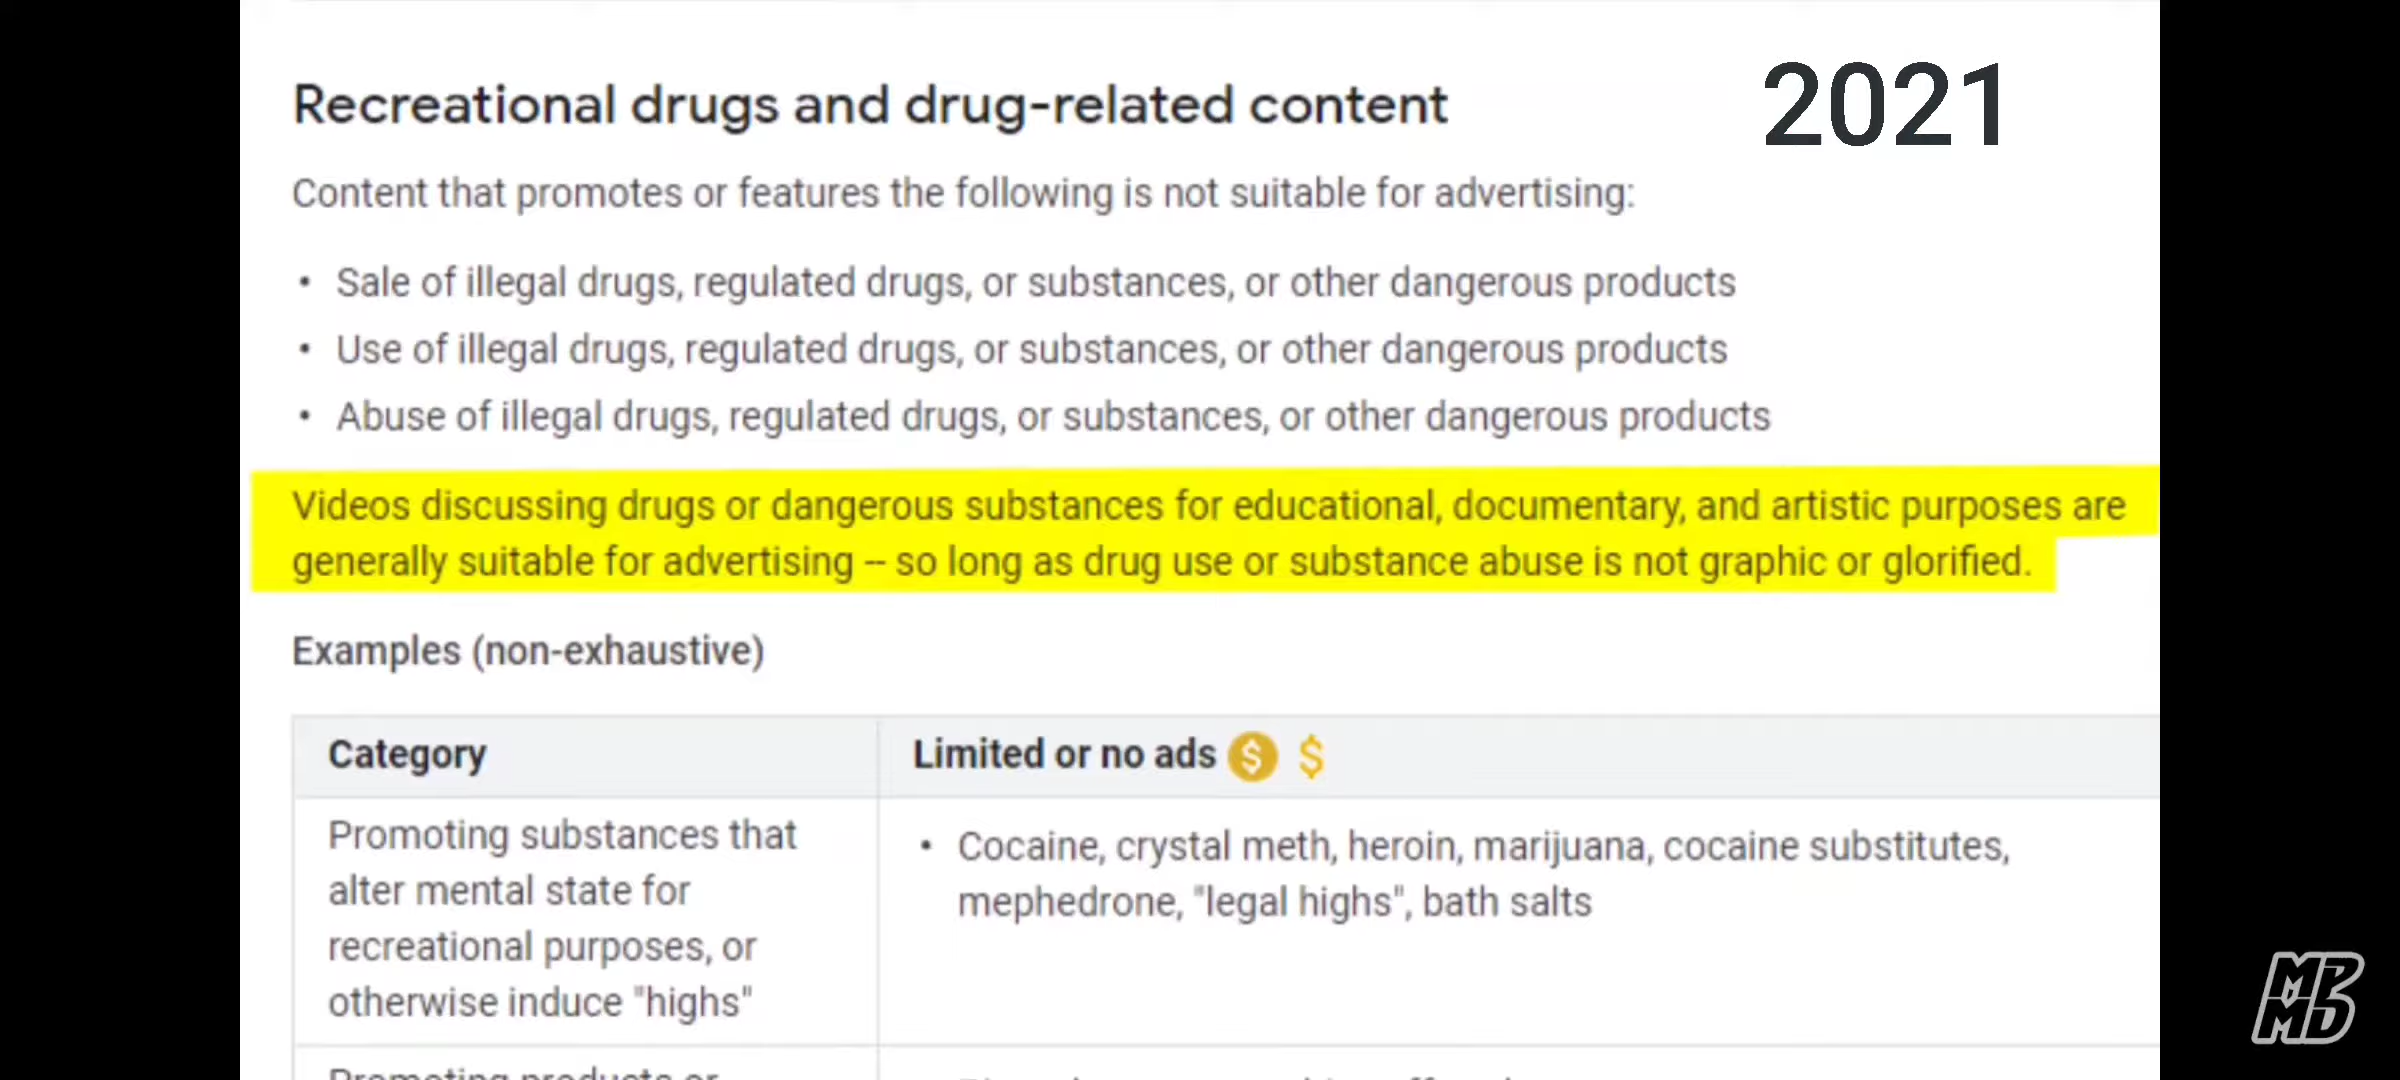 2021
Recreational drugs and drug-related content
Content that promotes or features the following is not suitable for advertising:
• Sale of illegal drugs, regulated drugs, or substances, or other dangerous products
• Use of illegal drugs, regulated drugs, or substances, or other dangerous products
• Abuse of illegal drugs, regulated drugs, or substances, or other dangerous products
Videos discussing drugs or dangerous substances for educational, documentary, and artistic purposes are
generally suitable for advertising -- so long as drug use or substance abuse is not graphic or glorified.
Examples (non-exhaustive)
Category
Limited or no ads $ $
Promoting substances that
alter mental state for
recreational purposes, or
otherwise induce "highs"
• Cocaine, crystal meth, heroin, marijuana, cocaine substitutes,
mephedrone, "legal highs", bath salts
Promoting products or
MB
MD